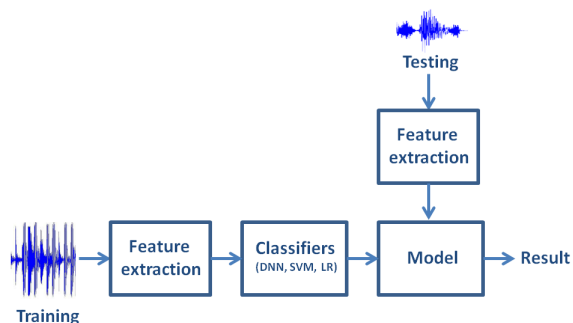 Testing
Feature
extraction
Feature
extraction
Classifiers
(DNN, SVM, LR)
Model
Result
Training